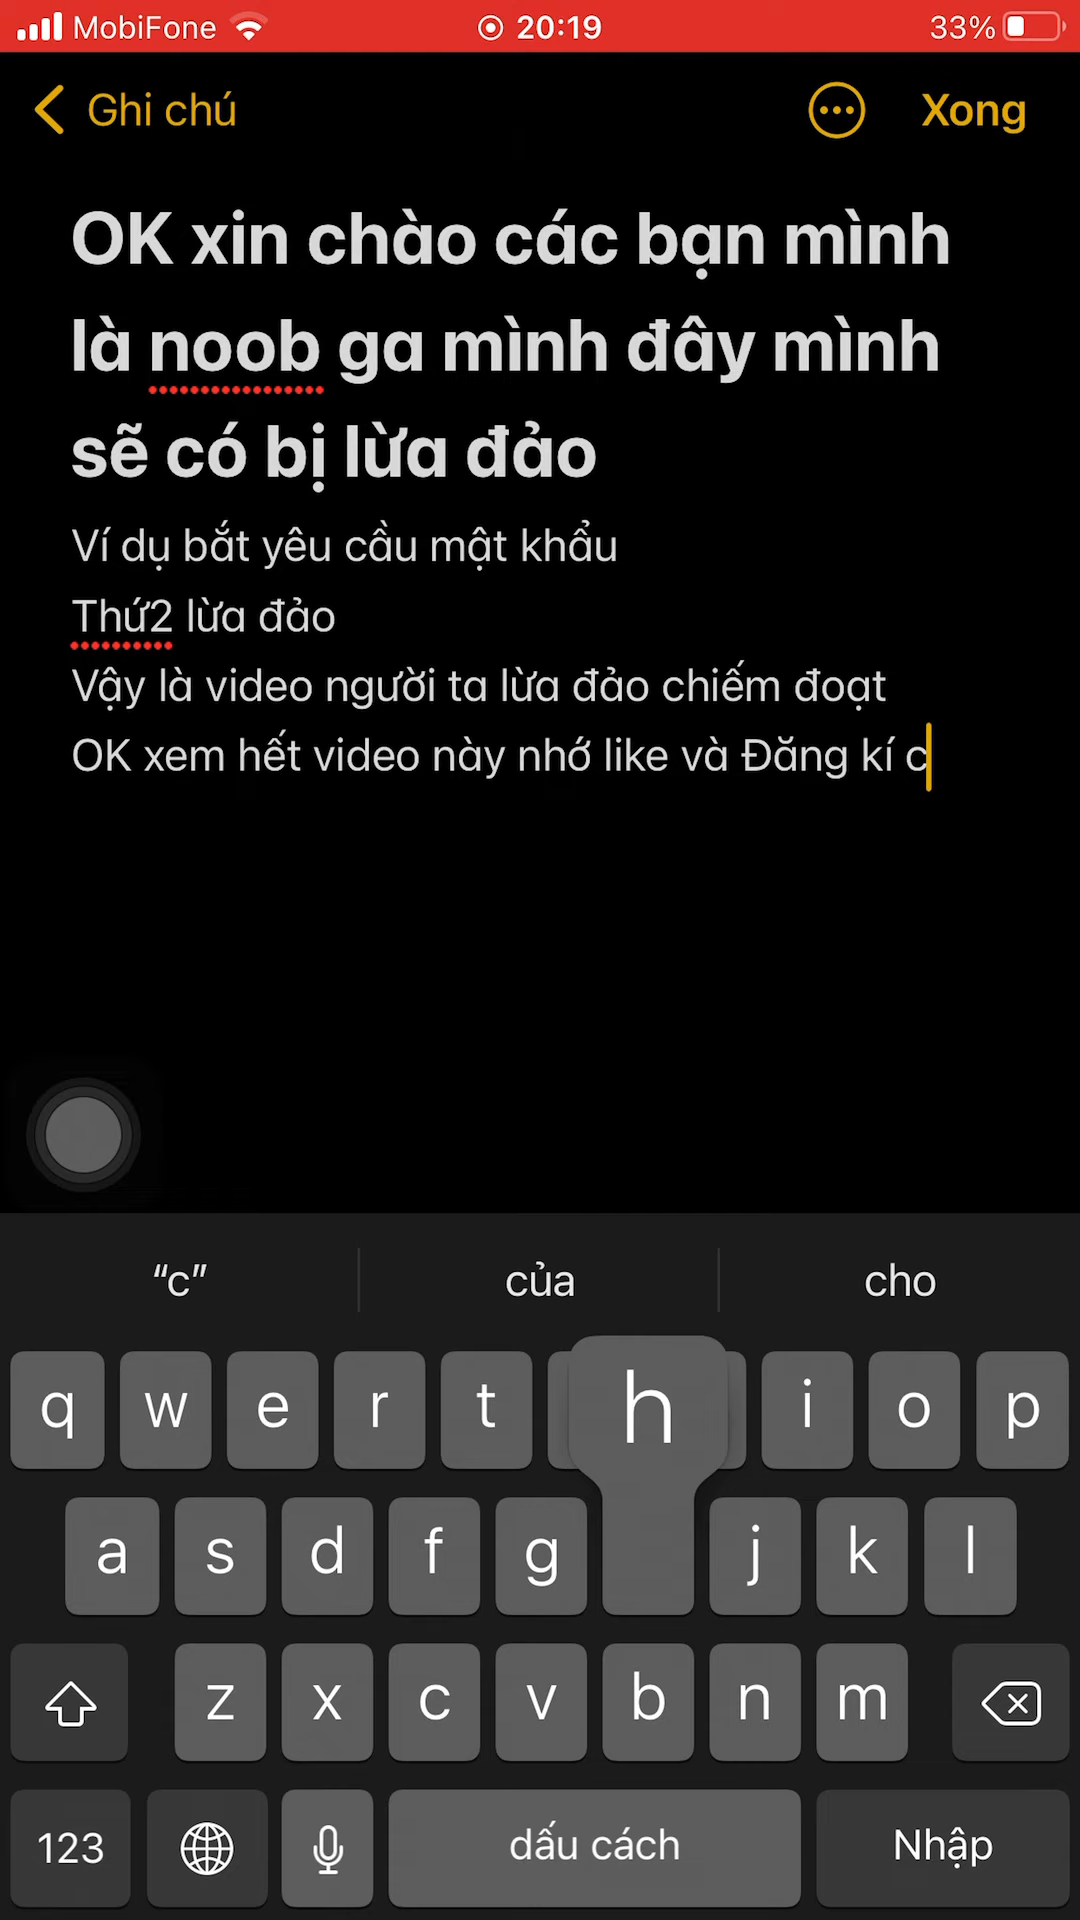 MobiFone 20:19 33%
Ghi chú Xong
OK xin chào các bạn mình
là noob ga mình đây mình
sẽ có bị lừa đảo
Ví dụ bắt yêu cầu mật khẩu
Thứ2 lừa đảo
Vậy là video người ta lừa đảo chiếm đoạt
OK xem hết video này nhớ like và Đăng kí c
“c” của cho
q w e r t h i o p
a s d f g j k l
z x c v b n m
123 dấu cách Nhập